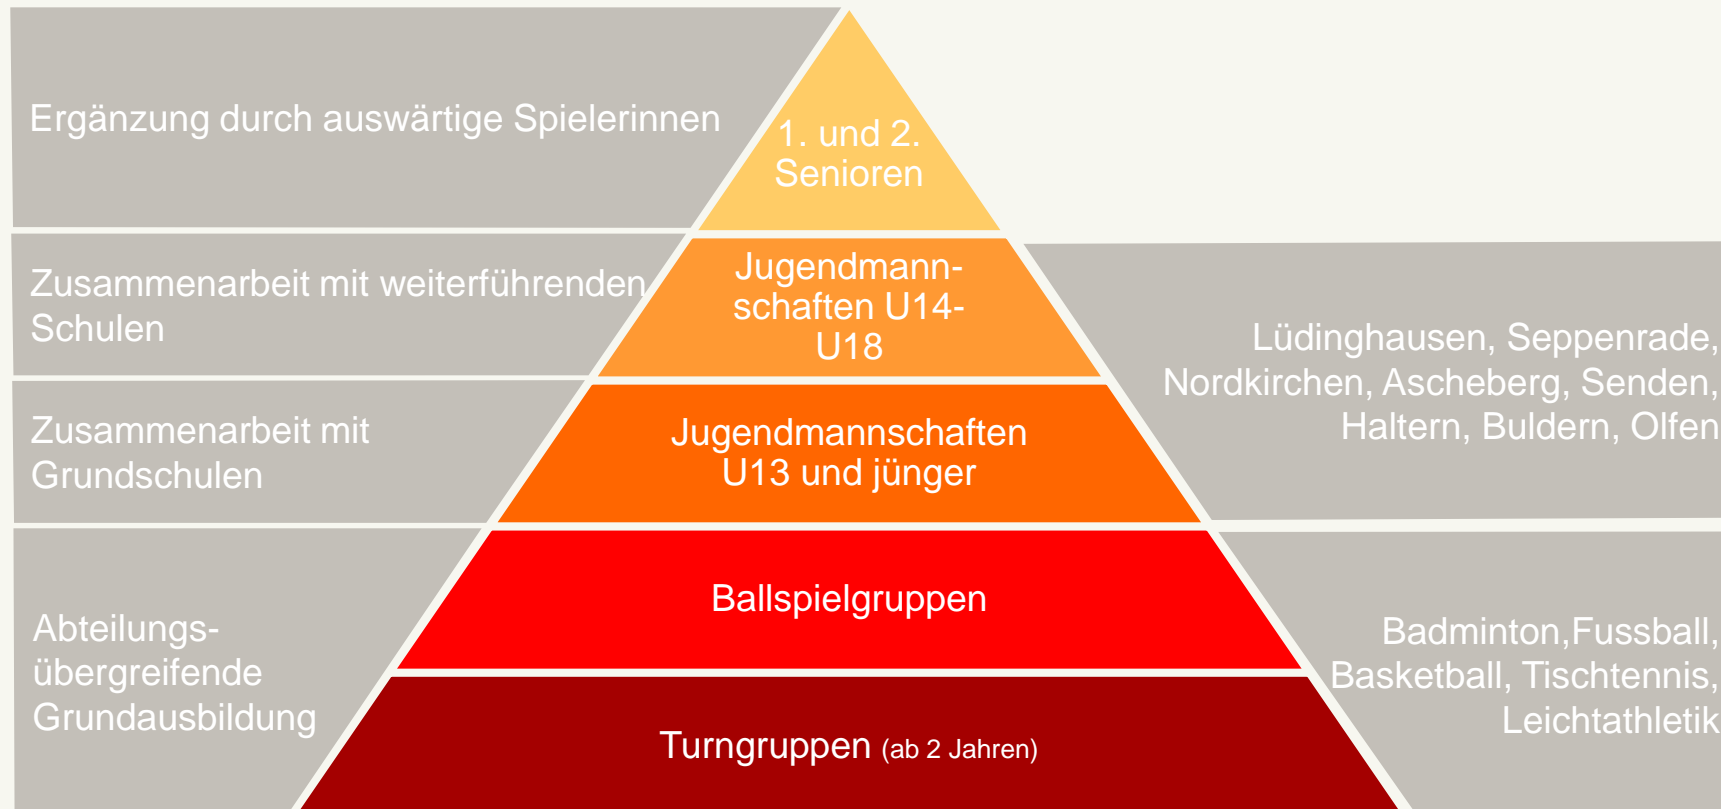 Ergänzung durch auswärtige Spielerinnen
1. und 2.
Senioren
Zusammenarbeit mit weiterführenden
Schulen
Jugendmann-
schaften U14-
U18
Lüdinghausen, Seppenrade,
Nordkirchen, Ascheberg, Senden,
Haltern, Buldern, Olfen
Zusammenarbeit mit
Grundschulen
Jugendmannschaften
U13 und jünger
Abteilungs-
übergreifende
Grundausbildung
Ballspielgruppen
Turngruppen (ab 2 Jahren)
Badminton,Fussball,
Basketball, Tischtennis,
Leichtathletik